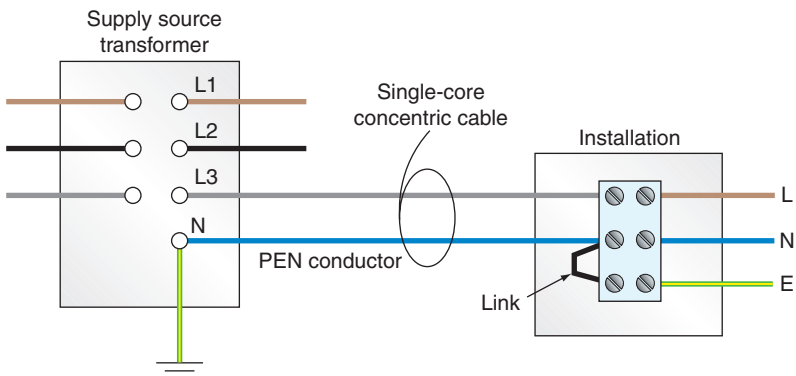 Supply source
transformer
L1
L2
L3
N
Single-core
concentric cable
PEN conductor
Installation
Link
L
N
E